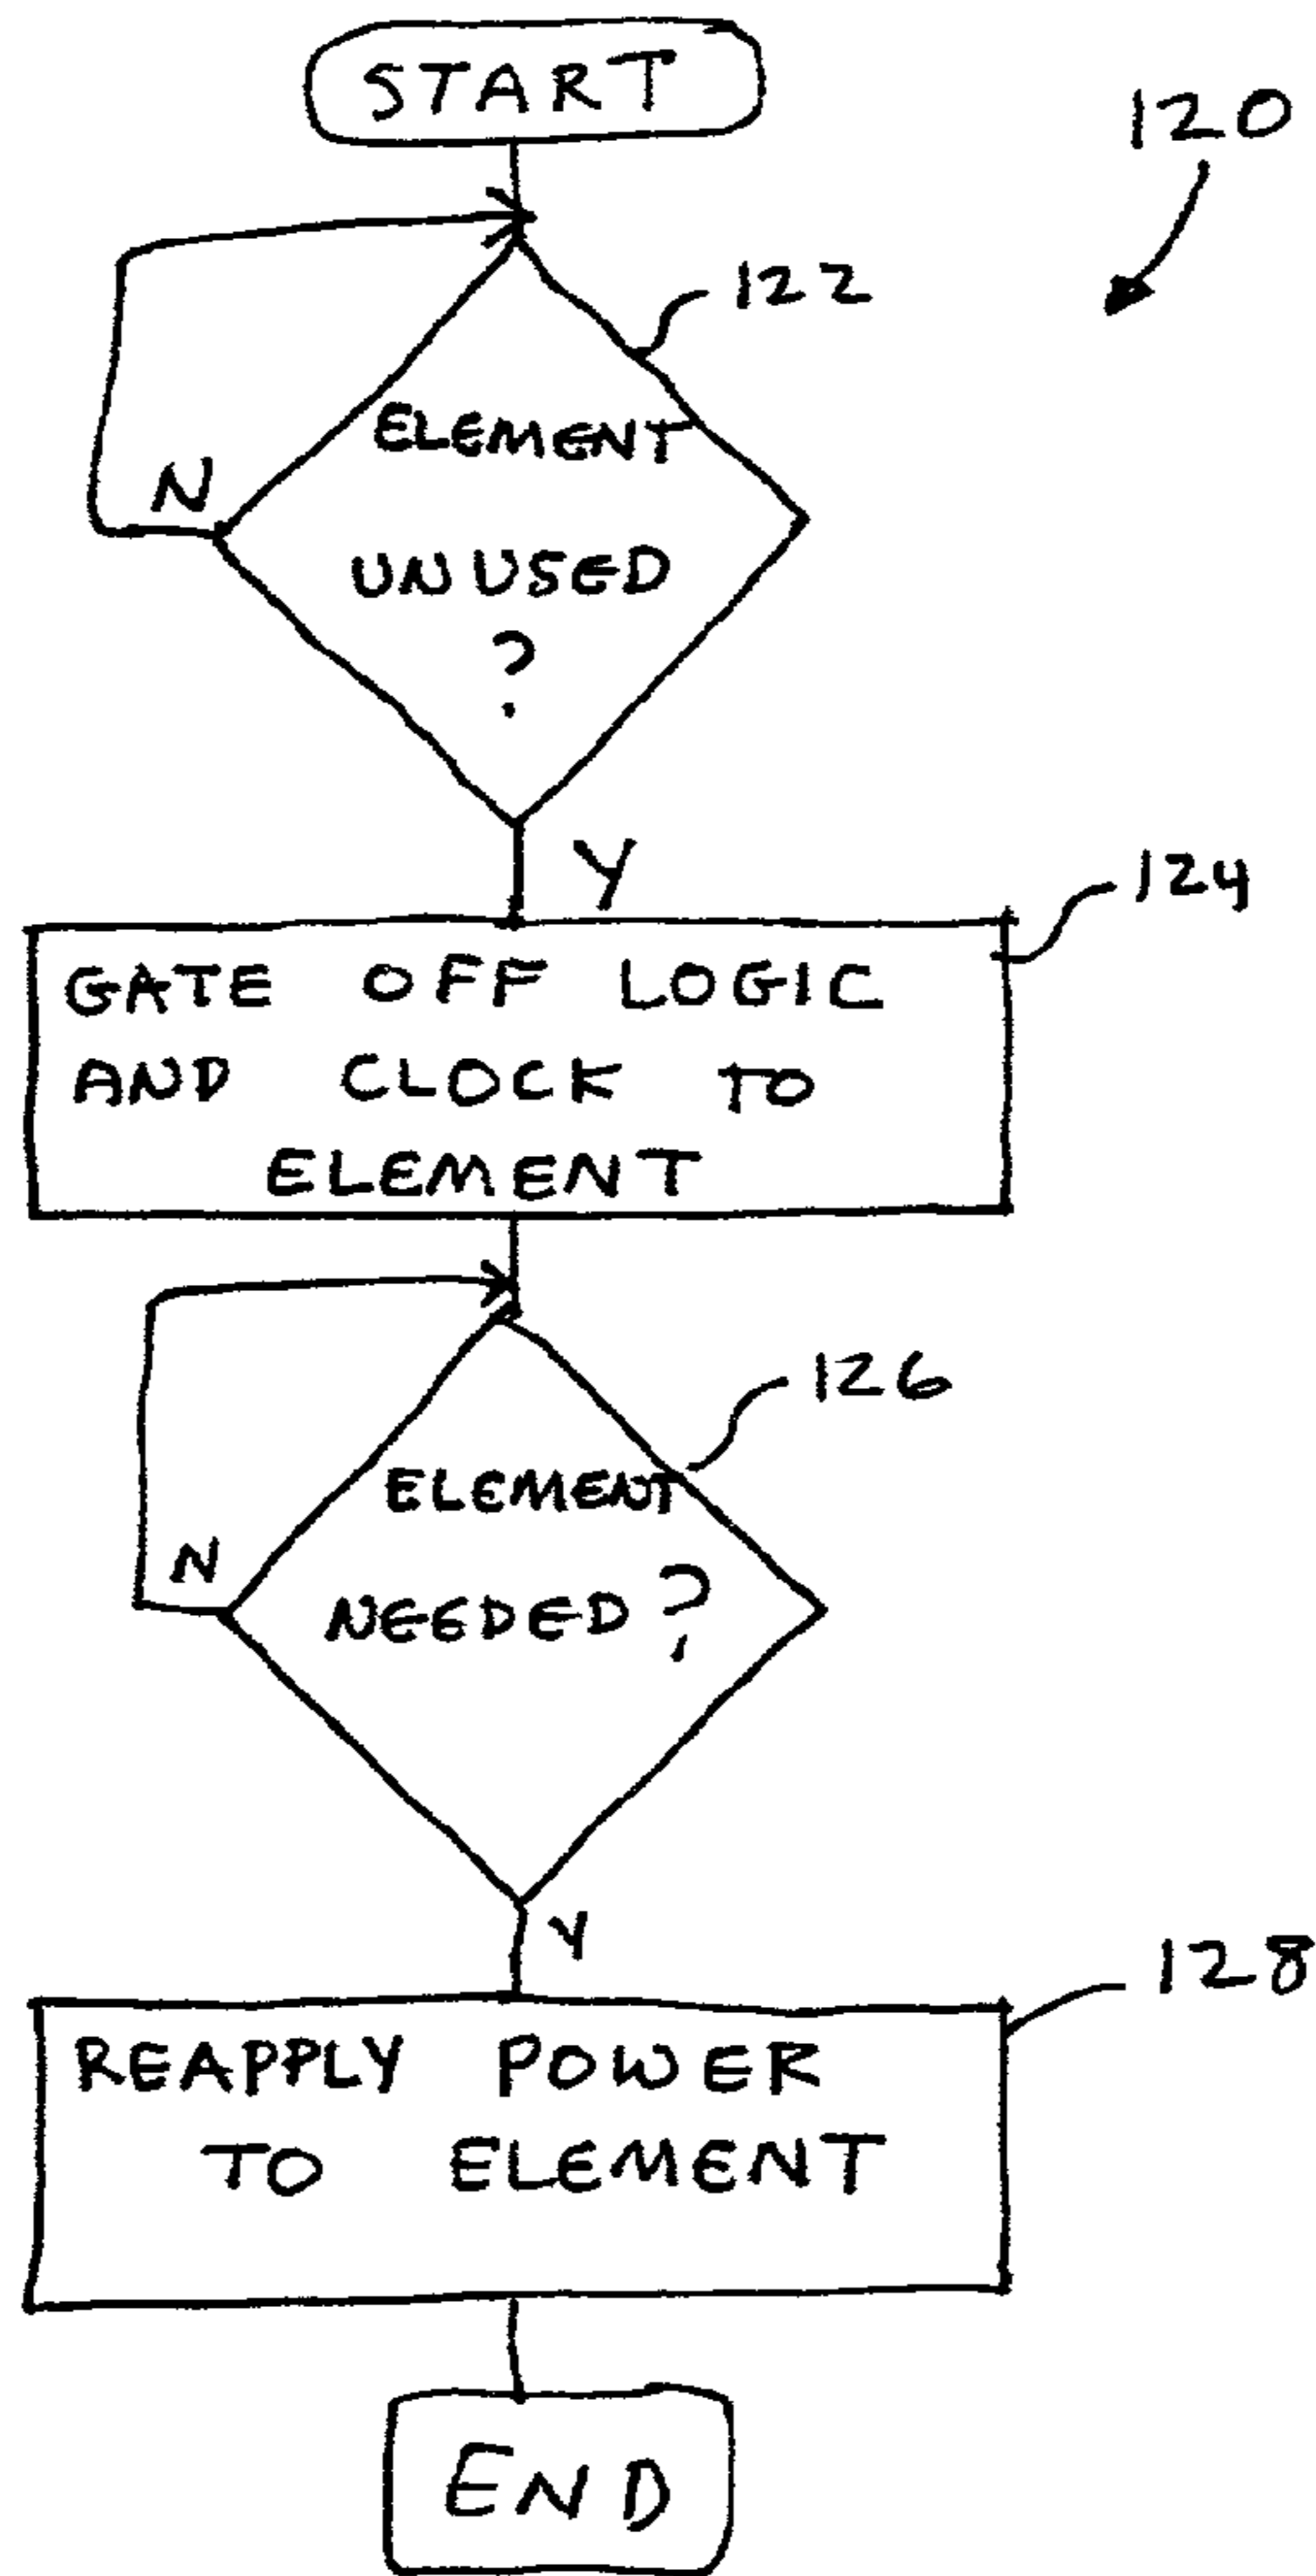 START
120
122
ELEMENT
UNUSED
?
N
Y
124
GATE OFF LOGIC
AND CLOCK TO
ELEMENT
126
ELEMENT
NEEDED?
N
Y
128
REAPPLY POWER
TO ELEMENT
END